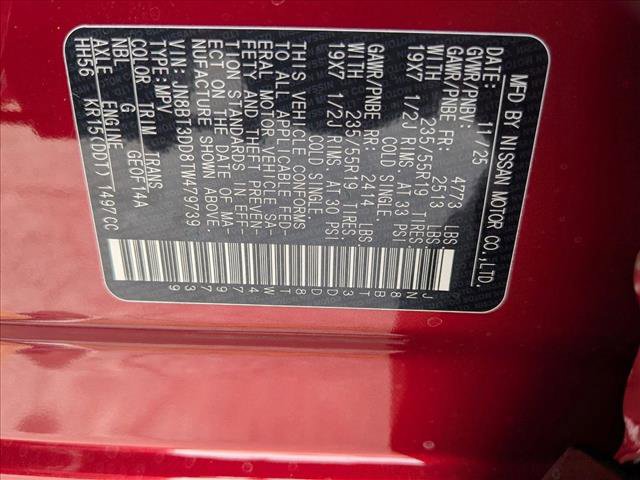 MFD BY NISSAN MOTOR CO.,LTD.
DATE: 11/25
GVWR/PNBV: 4773 LBS
GAWR/PNBE FR: 2513 LBS
WITH 235/55R19 TIRES:
19X7 1/2J RIMS. AT 33 PSI
COLD SINGLE.
GAWR/PNBE RR: 2414 LBS
WITH 235/55R19 TIRES:
19X7 1/2J RIMS. AT 30 PSI
COLD SINGLE.
THIS VEHICLE CONFORMS
TO ALL APPLICABLE FED-
ERAL MOTOR VEHICLE SA-
FETY AND THEFT PREVEN-
TION STANDARDS IN EFF-
ECT ON THE DATE OF MA-
NUFACTURE SHOWN ABOVE.
VIN: JN8BT3DD8TW479739
TYPE: MPV
COLOR TRIM TRANS
NBL G GE0F14A
AXLE ENGINE
HH56 KR15(DDT) 1497CC
JN8BT3DD8TW479739